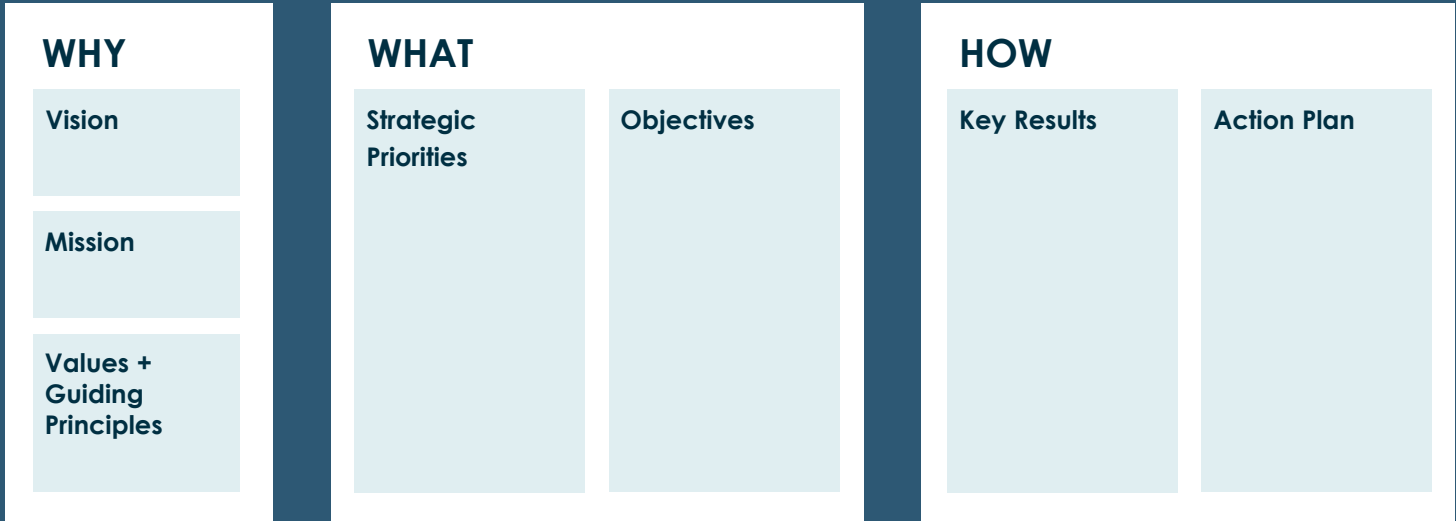 WHY
Vision
Mission
Values +
Guiding
Principles
WHAT
Strategic
Priorities
Objectives
HOW
Key Results
Action Plan